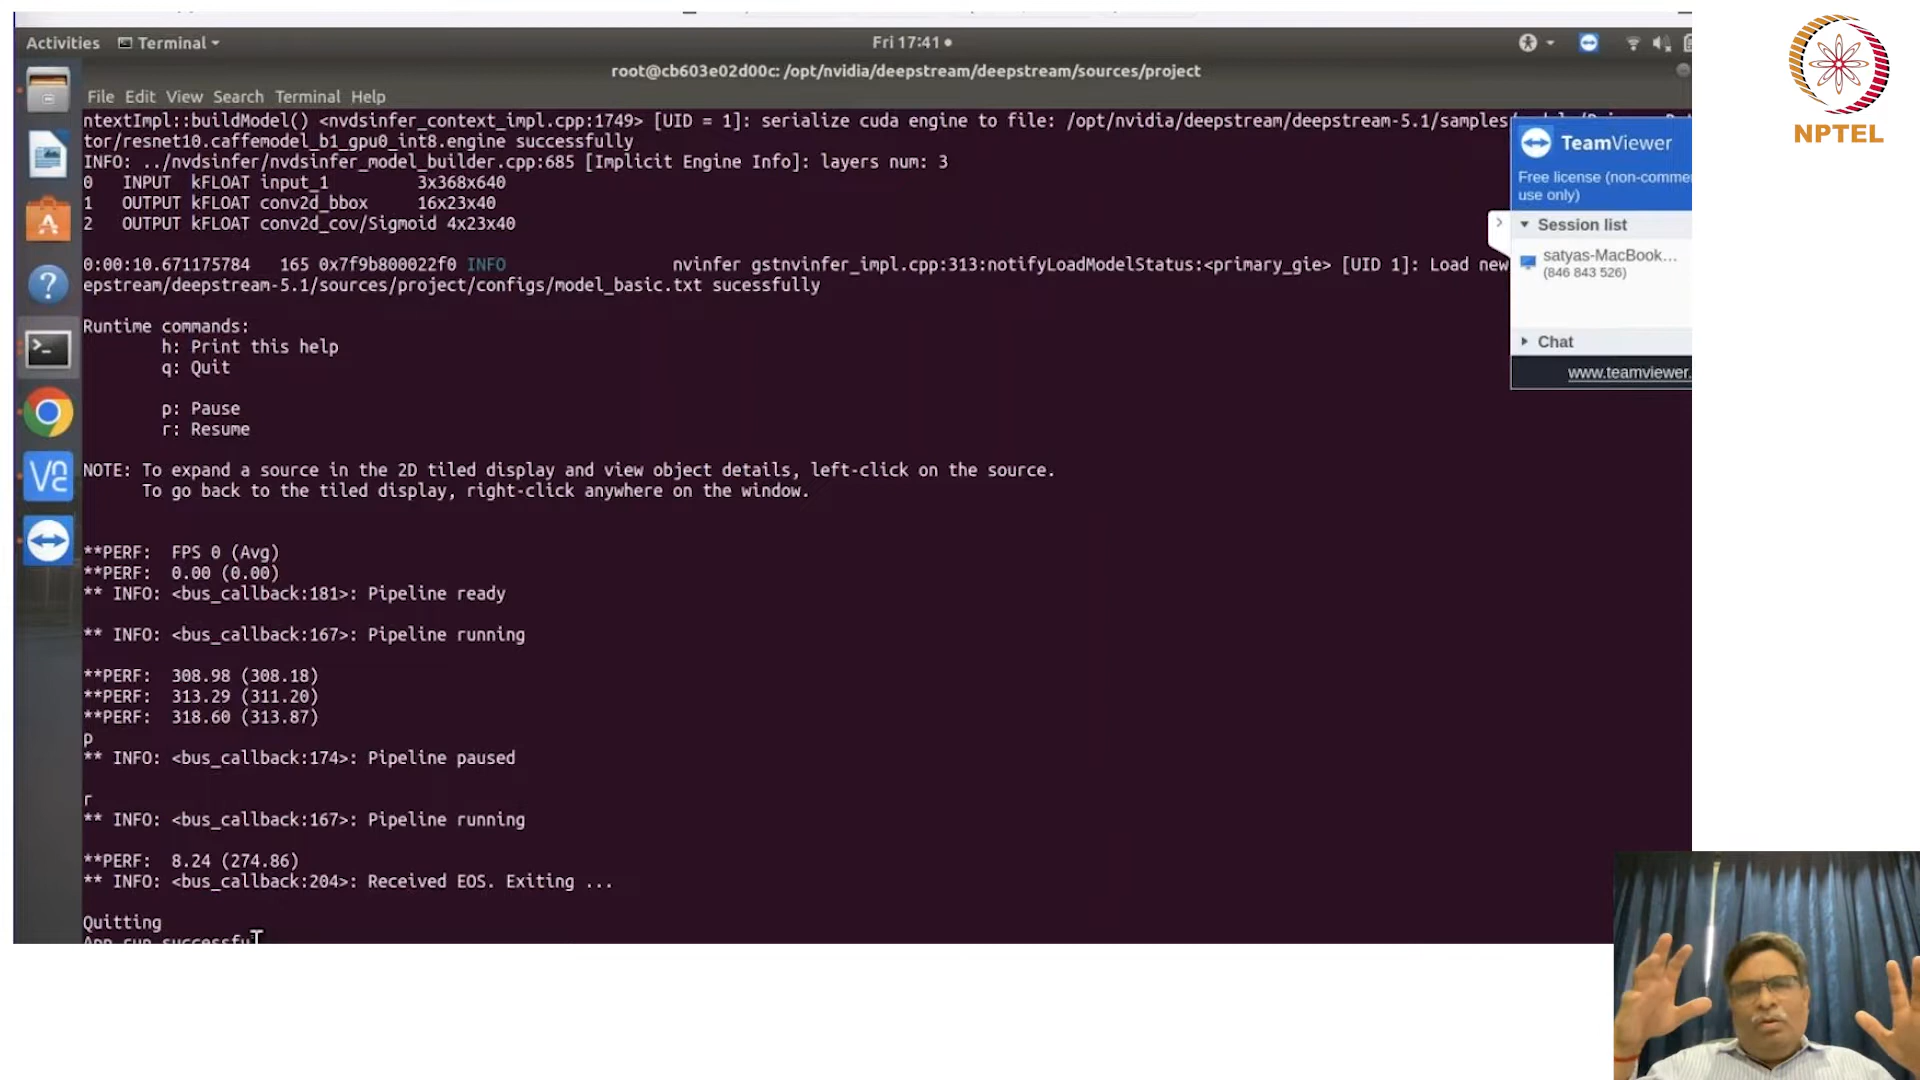 Activities
Terminal
Fri 17:41
root@cb603e02d00c: /opt/nvidia/deepstream/deepstream/sources/project
File Edit View Search Terminal Help
ntextImpl::buildModel() <nvdsinfer_context_impl.cpp:1749> [UID = 1]: serialize cuda engine to file: /opt/nvidia/deepstream/deepstream-5.1/samples/
tor/resnet10.caffemodel_b1_gpu0_int8.engine successfully
INFO: ../nvdsinfer/nvdsinfer_model_builder.cpp:685 [Implicit Engine Info]: layers num: 3
0 INPUT kFLOAT input_1 3x368x640
1 OUTPUT kFLOAT conv2d_bbox 16x23x40
2 OUTPUT kFLOAT conv2d_cov/Sigmoid 4x23x40
0:00:10.671175784 165 0x7f9b800022f0 INFO nvinfer gstnvinfer_impl.cpp:313:notifyLoadModelStatus:<primary_gie> [UID 1]: Load new
epstream/deepstream-5.1/sources/project/configs/model_basic.txt sucessfully
Runtime commands:
h: Print this help
q: Quit
p: Pause
r: Resume
NOTE: To expand a source in the 2D tiled display and view object details, left-click on the source.
To go back to the tiled display, right-click anywhere on the window.
**PERF: FPS 0 (Avg)
**PERF: 0.00 (0.00)
** INFO: <bus_callback:181>: Pipeline ready
** INFO: <bus_callback:167>: Pipeline running
**PERF: 308.98 (308.18)
**PERF: 313.29 (311.20)
**PERF: 318.60 (313.87)
p
** INFO: <bus_callback:174>: Pipeline paused
r
** INFO: <bus_callback:167>: Pipeline running
**PERF: 8.24 (274.86)
** INFO: <bus_callback:204>: Received EOS. Exiting ...
Quitting
App run successfu
TeamViewer
Free license (non-comme
use only)
Session list
satyas-MacBook...
(846 843 526)
Chat
www.teamviewer.
NPTEL